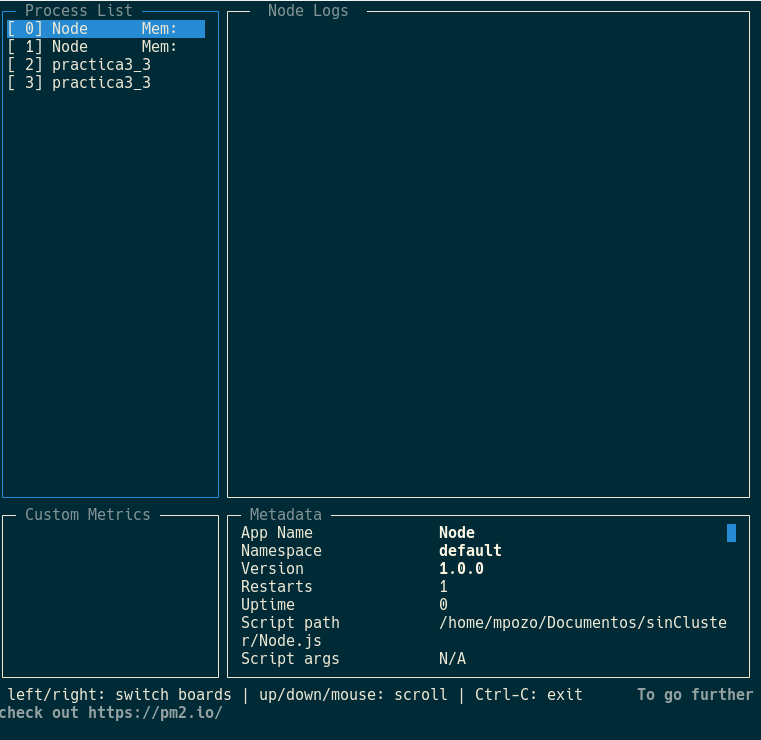 Process List
[ 0] Node      Mem:
[ 1] Node      Mem:
[ 2] practica3_3
[ 3] practica3_3
Node Logs
Custom Metrics
Metadata
App Name              Node
Namespace             default
Version               1.0.0
Restarts              1
Uptime                0
Script path           /home/mpozo/Documentos/sinCluste
r/Node.js
Script args           N/A
left/right: switch boards | up/down/mouse: scroll | Ctrl-C: exit      To go further
check out https://pm2.io/